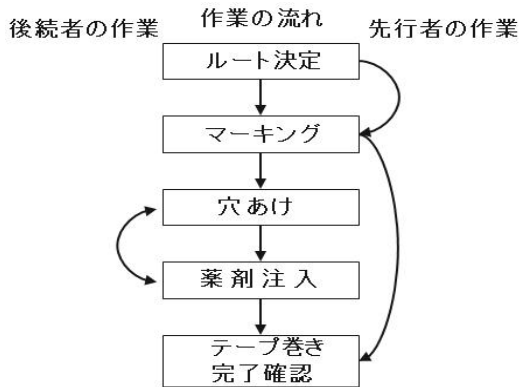 作業の流れ
後続者の作業
先行者の作業
ルート決定
マーキング
穴あけ
薬剤注入
テープ巻き
完了確認